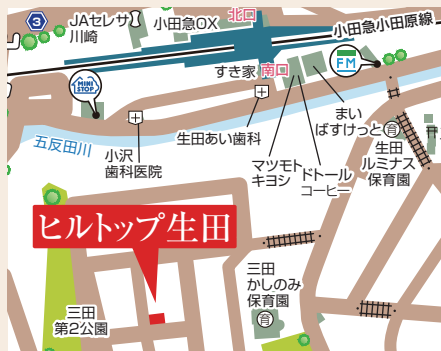 3
JAセレサ
川崎
小田急OX
北口
小田急小田原線
MINI
STOP
すき家
南口
FM
生田あい歯科
まい
ばすけっと
育
生田
ルミナス
保育園
五反田川
小沢
歯科医院
マツモト
キヨシ
ドトール
コーヒー
ヒルトップ生田
三田
第2公園
三田
かしのみ
保育園
育